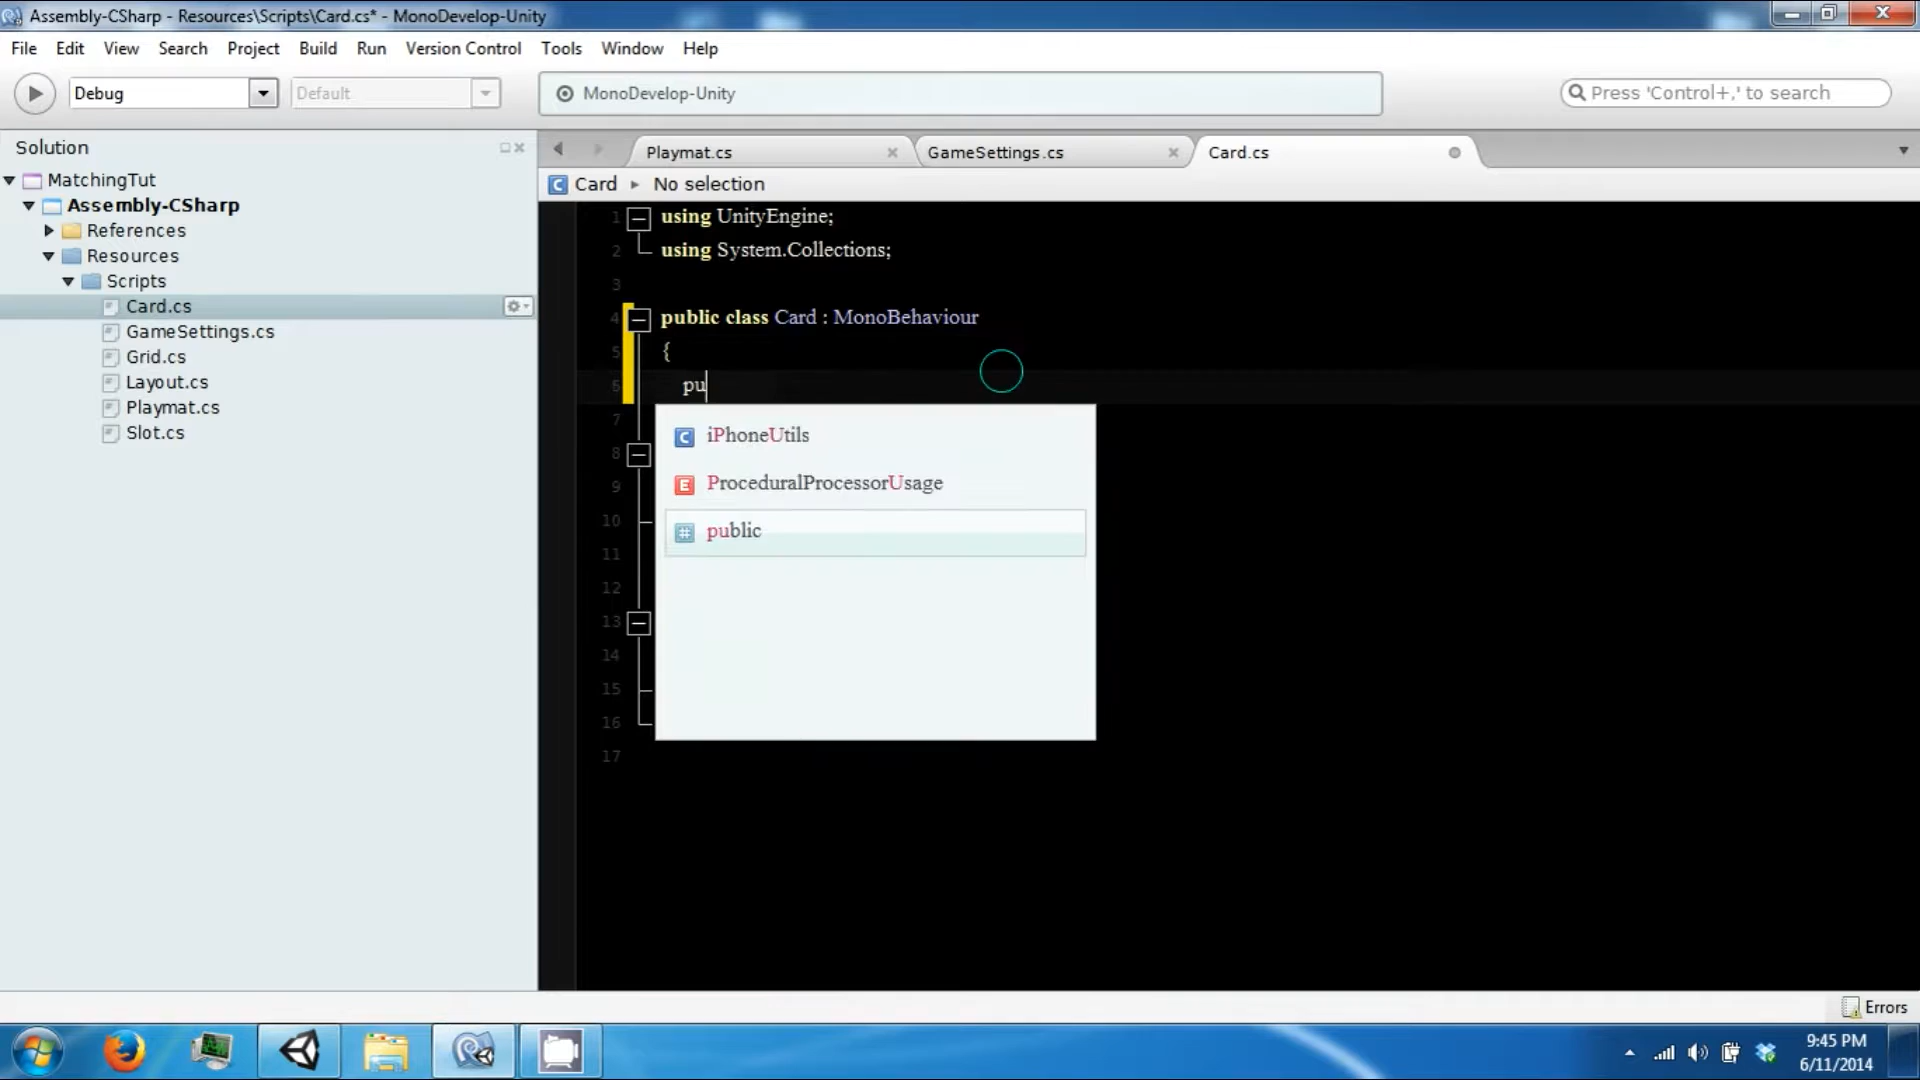 Assembly-CSharp - Resources\Scripts\Card.cs* - MonoDevelop-Unity
File Edit View Search Project Build Run Version Control Tools Window Help
Debug Default MonoDevelop-Unity Press 'Control+,' to search
Solution
MatchingTut
Assembly-CSharp
References
Resources
Scripts
Card.cs
GameSettings.cs
Grid.cs
Layout.cs
Playmat.cs
Slot.cs
Playmat.cs GameSettings.cs Card.cs
C Card No selection
1 using UnityEngine;
2 using System.Collections;
3
4 public class Card : MonoBehaviour
5 {
6 pu
7
8
9
10
11
12
13
14
15
16
17
C iPhoneUtils
E ProceduralProcessorUsage
public
Errors
9:45 PM
6/11/2014